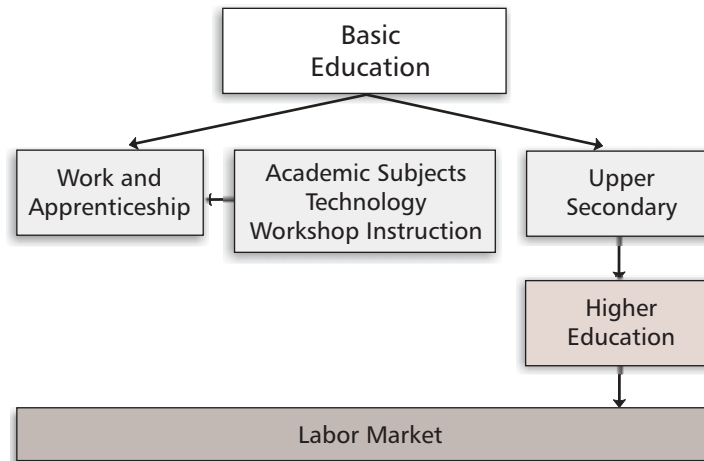 Basic
Education
Work and
Apprenticeship
Academic Subjects
Technology
Workshop Instruction
Upper
Secondary
Higher
Education
Labor Market